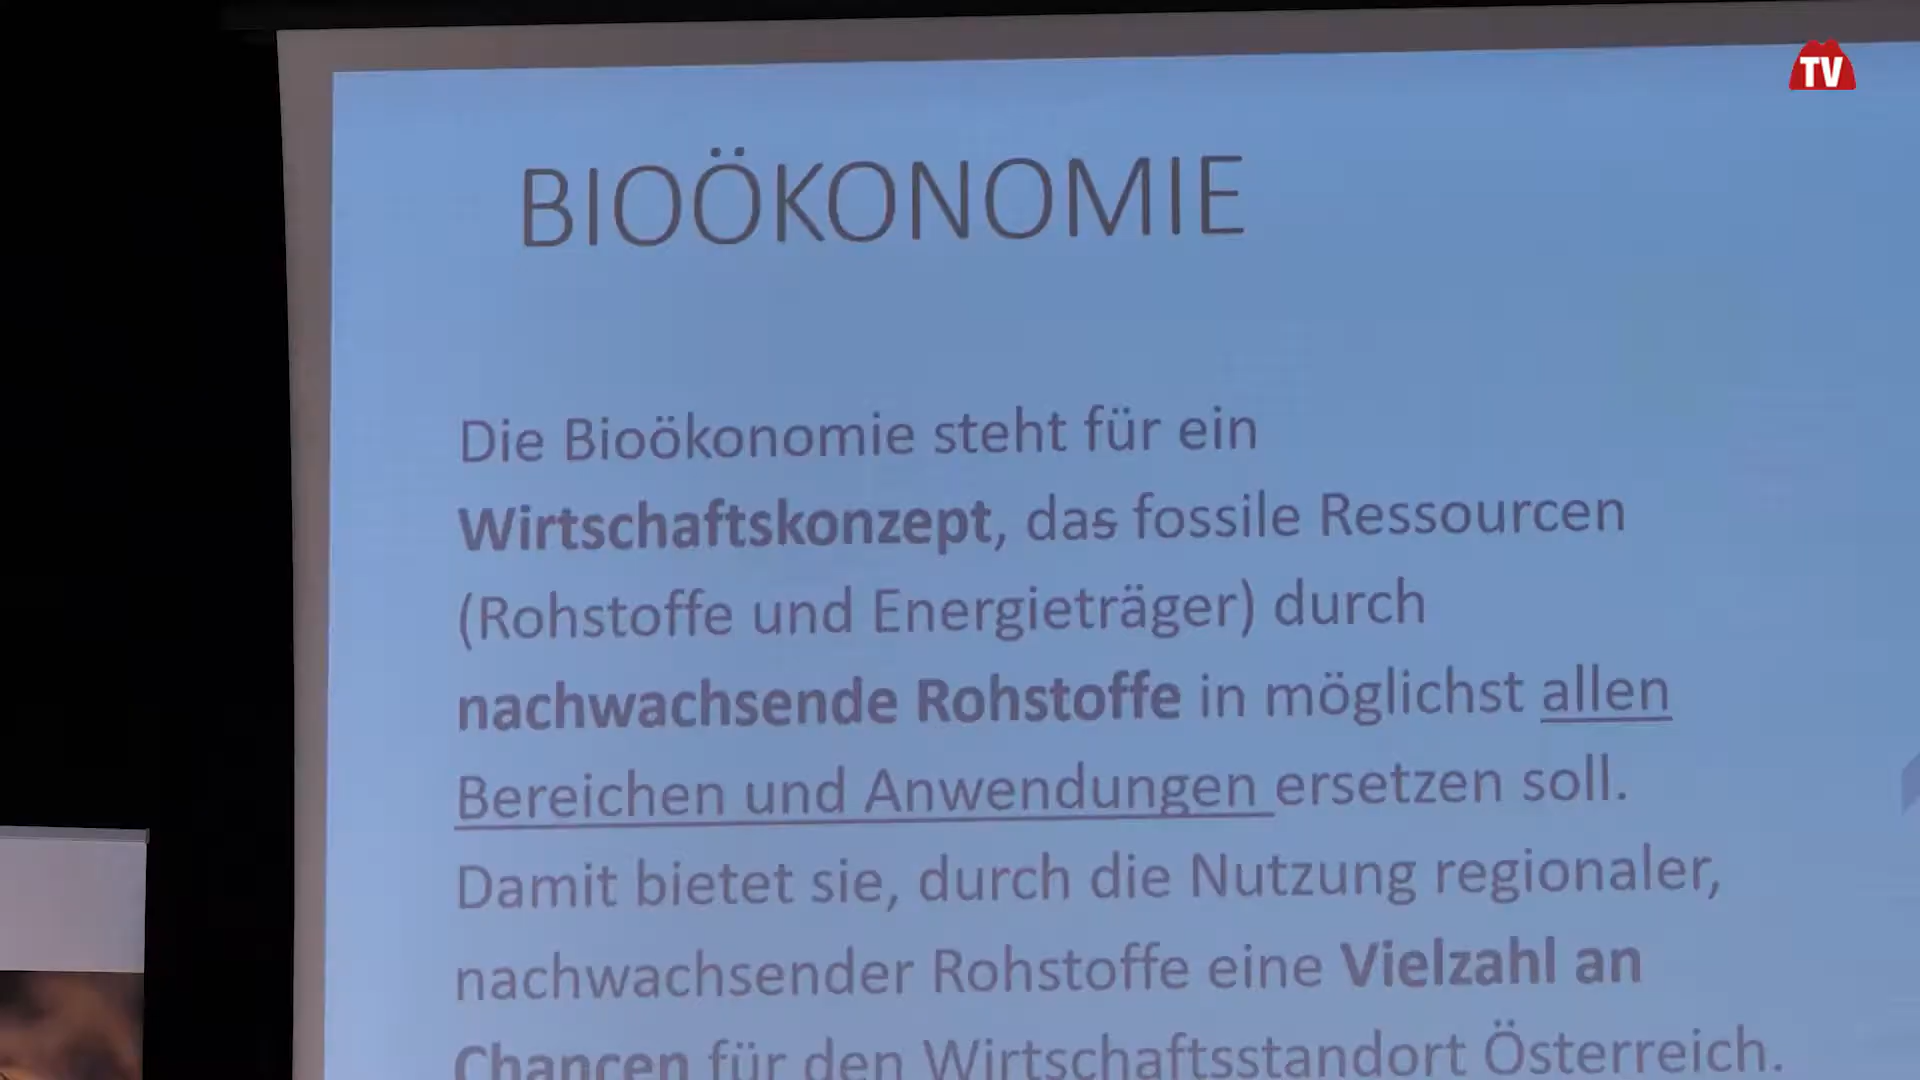 TV
BIOÖKONOMIE
Die Bioökonomie steht für ein
Wirtschaftskonzept, das fossile Ressourcen
(Rohstoffe und Energieträger) durch
nachwachsende Rohstoffe in möglichst allen
Bereichen und Anwendungen ersetzen soll.
Damit bietet sie, durch die Nutzung regionaler,
nachwachsender Rohstoffe eine Vielzahl an
Chancen für den Wirtschaftsstandort Österreich.